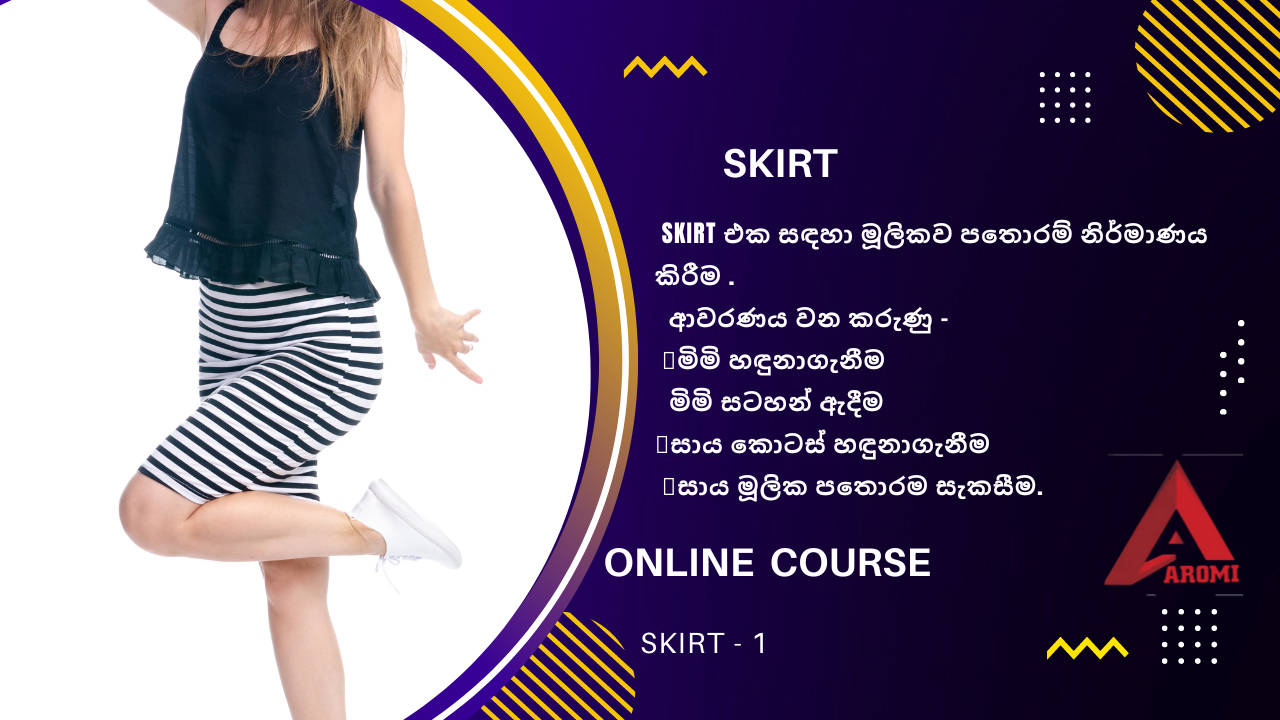 SKIRT
SKIRT එක සඳහා මූලිකව පතොරම් නිර්මාණය
කිරීම .
ආවරණය වන කරුණු -
මිමි හඳුනාගැනීම
මිමි සටහන් ඇදීම
සාය කොටස් හඳුනාගැනීම
සාය මූලික පතොරම සැකසීම.
AROMI
ONLINE COURSE
SKIRT - 1